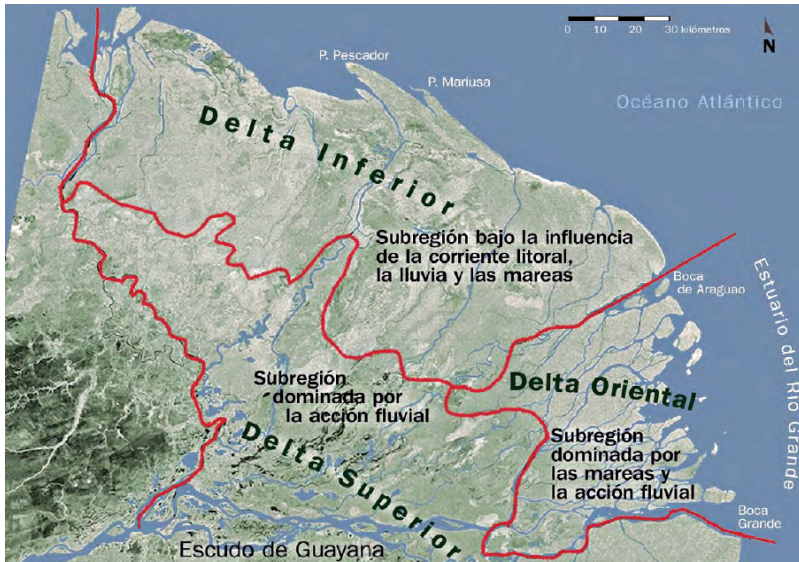 0 10 20 30 kilómetros
N
P. Pescador
P. Mariusa
Océano Atlántico
Delta Inferior
Subregión bajo la influencia
de la corriente litoral,
la lluvia y las mareas
Boca
de Araguao
Estuario del Río Grande
Delta Oriental
Subregión
dominada por
la acción fluvial
Subregión
dominada por
las mareas y
la acción fluvial
Delta Superior
Boca
Grande
Escudo de Guayana